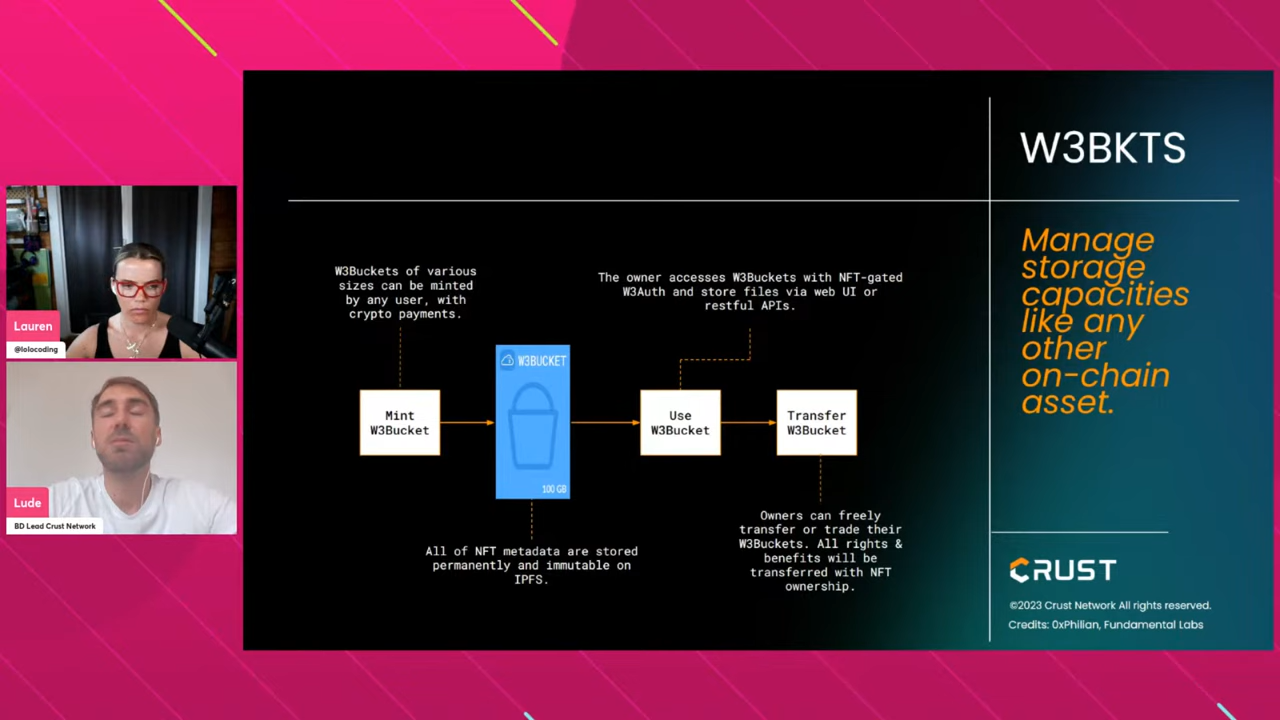 Lauren
@lolocoding
Lude
BD Lead Crust Network
W3BKTS
Manage
storage
capacities
like any
other
on-chain
asset.
W3Buckets of various
sizes can be minted
by any user, with
crypto payments.
The owner accesses W3Buckets with NFT-gated
W3Auth and store files via web UI or
restful APIs.
Mint
W3Bucket
W3BUCKET
100 GB
Use
W3Bucket
Transfer
W3Bucket
All of NFT metadata are stored
permanently and immutable on
IPFS.
Owners can freely
transfer or trade their
W3Buckets. All rights &
benefits will be
transferred with NFT
ownership.
CRUST
©2023 Crust Network All rights reserved.
Credits: 0xPhillan, Fundamental Labs